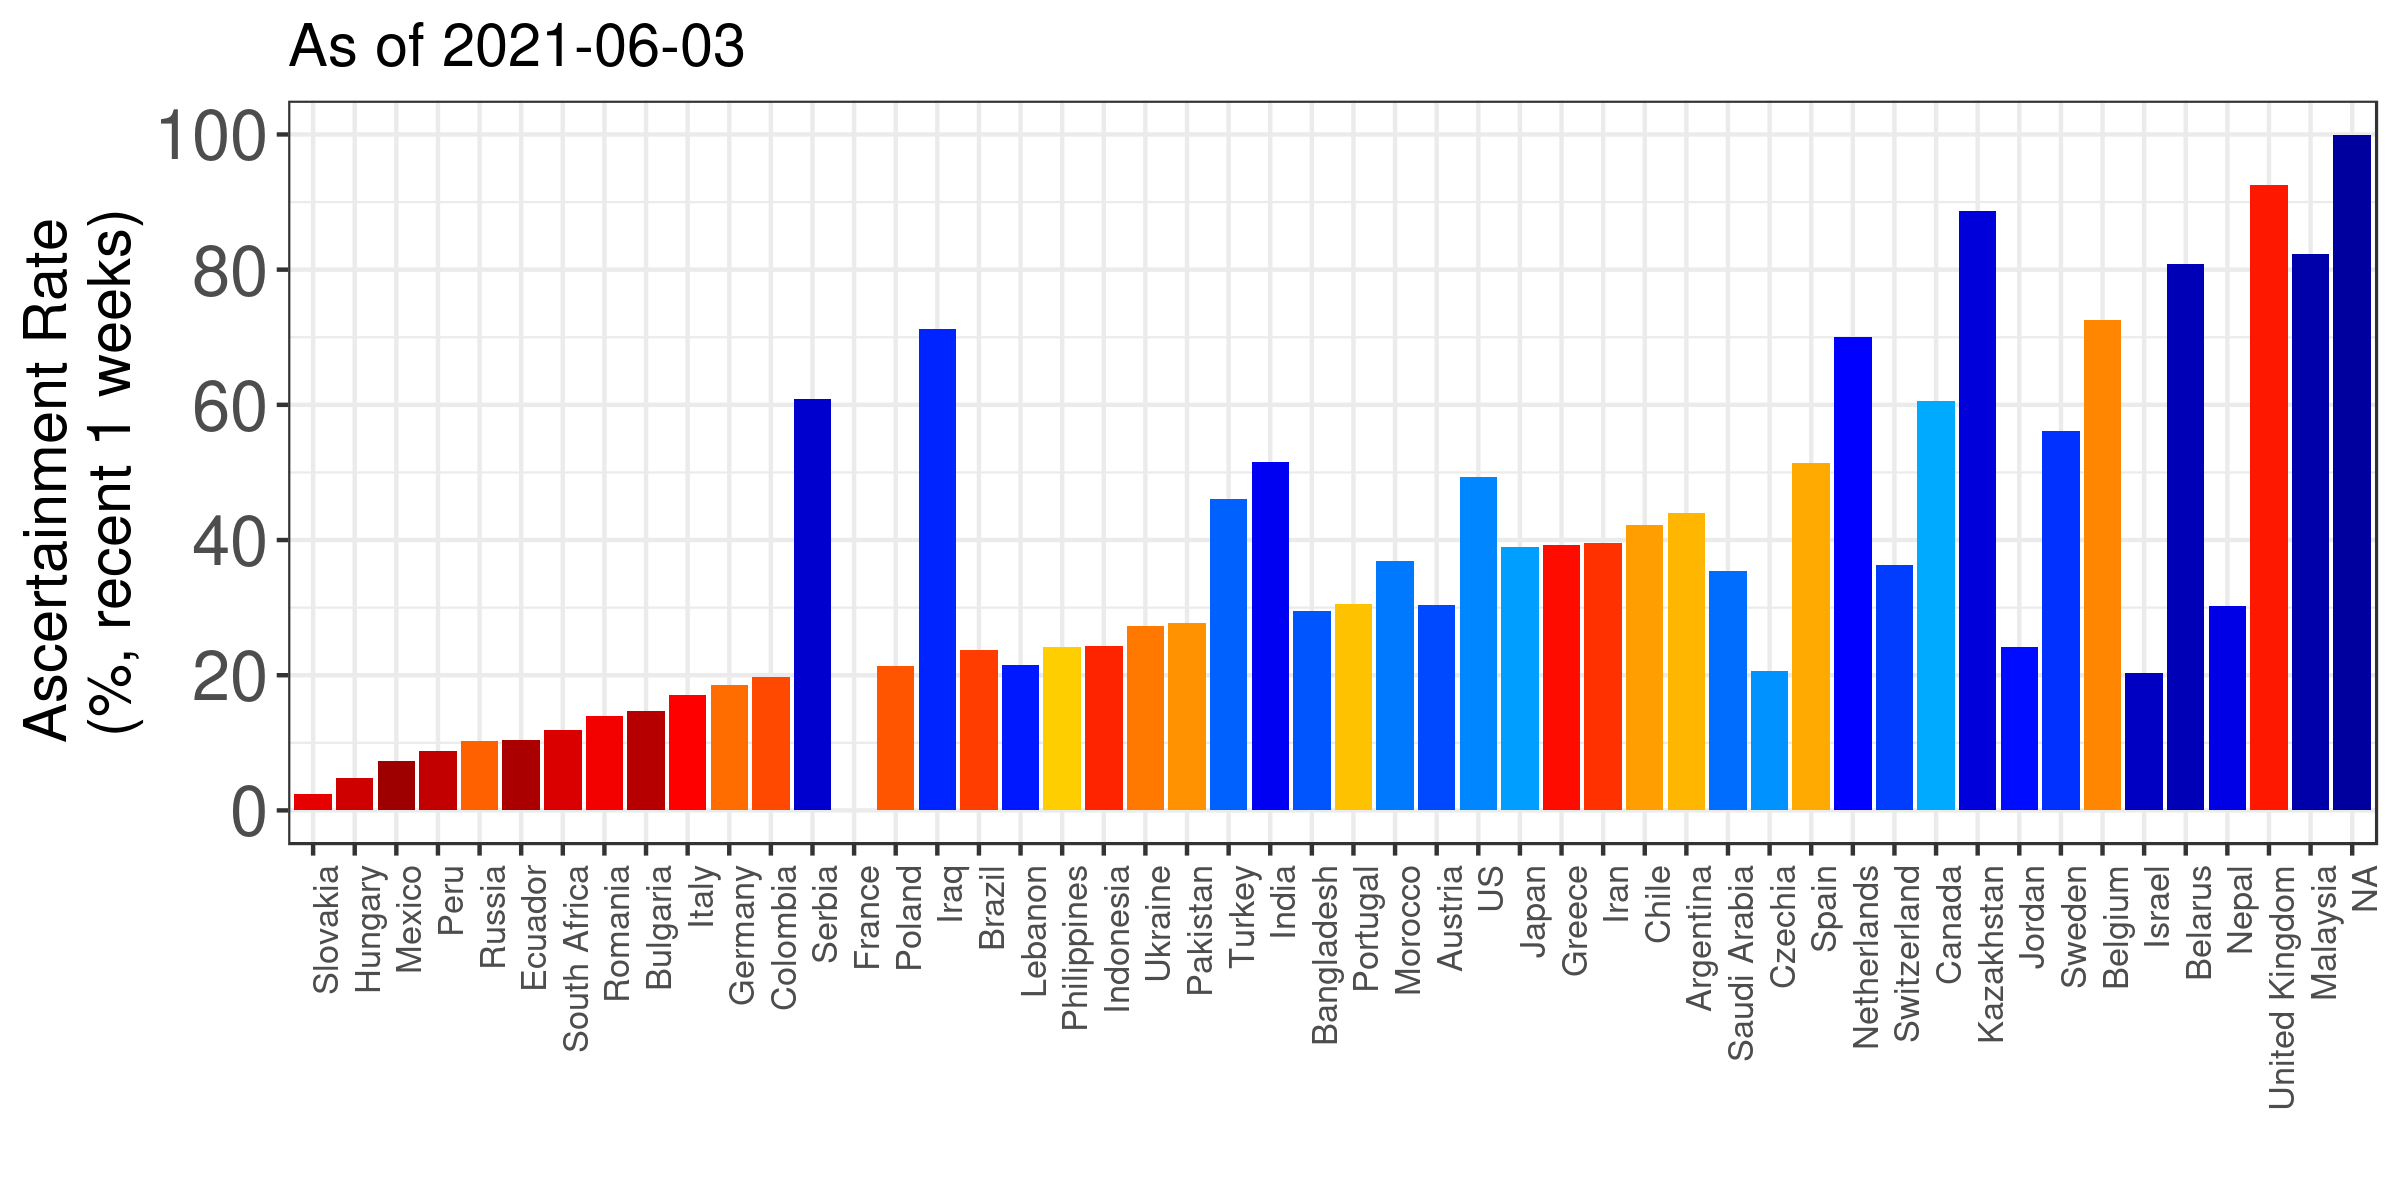 As of 2021-06-03
Ascertainment Rate
(%, recent 1 weeks)
100
80
60
40
20
0
Slovakia
Hungary
Mexico
Peru
Russia
Ecuador
South Africa
Romania
Bulgaria
Italy
Germany
Colombia
Serbia
France
Poland
Iraq
Brazil
Lebanon
Philippines
Indonesia
Ukraine
Pakistan
Turkey
India
Bangladesh
Portugal
Morocco
Austria
US
Japan
Greece
Iran
Chile
Argentina
Saudi Arabia
Czechia
Spain
Netherlands
Switzerland
Canada
Kazakhstan
Jordan
Sweden
Belgium
Israel
Belarus
Nepal
United Kingdom
Malaysia
NA